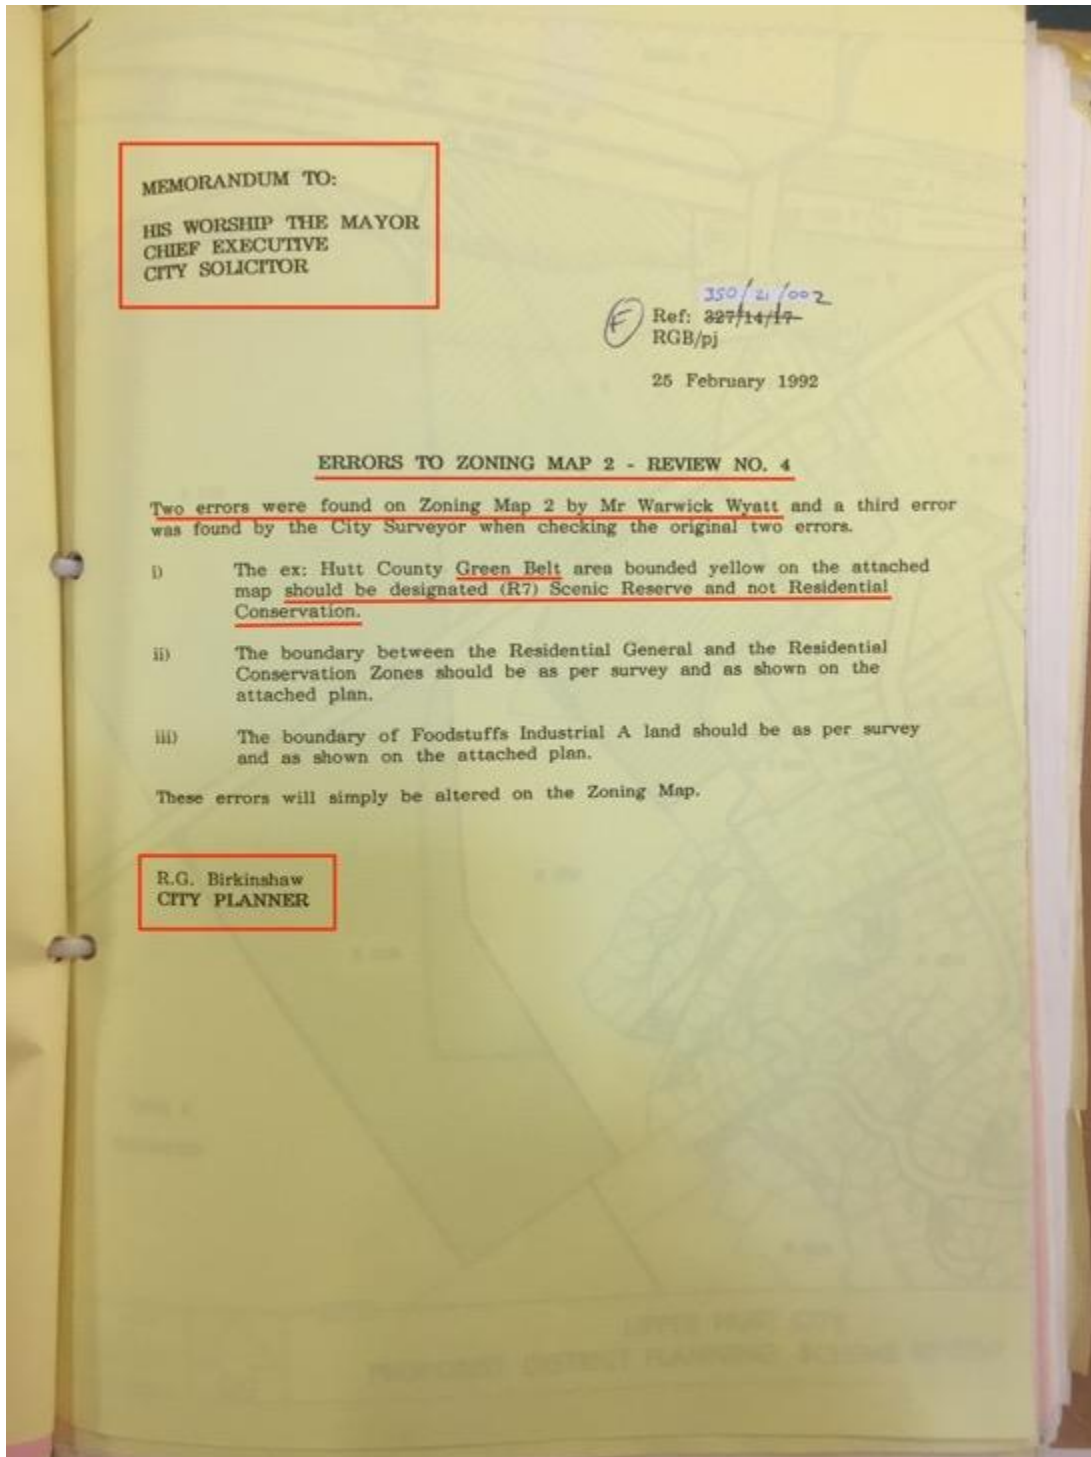 MEMORANDUM TO:
HIS WORSHIP THE MAYOR
CHIEF EXECUTIVE
CITY SOLICITOR
350/21/002
F Ref: 327/14/17
RGB/pj
25 February 1992
ERRORS TO ZONING MAP 2 - REVIEW NO. 4
Two errors were found on Zoning Map 2 by Mr Warwick Wyatt and a third error
was found by the City Surveyor when checking the original two errors.
i) The ex: Hutt County Green Belt area bounded yellow on the attached
map should be designated (R7) Scenic Reserve and not Residential
Conservation.
ii) The boundary between the Residential General and the Residential
Conservation Zones should be as per survey and as shown on the
attached plan.
iii) The boundary of Foodstuffs Industrial A land should be as per survey
and as shown on the attached plan.
These errors will simply be altered on the Zoning Map.
R.G. Birkinshaw
CITY PLANNER